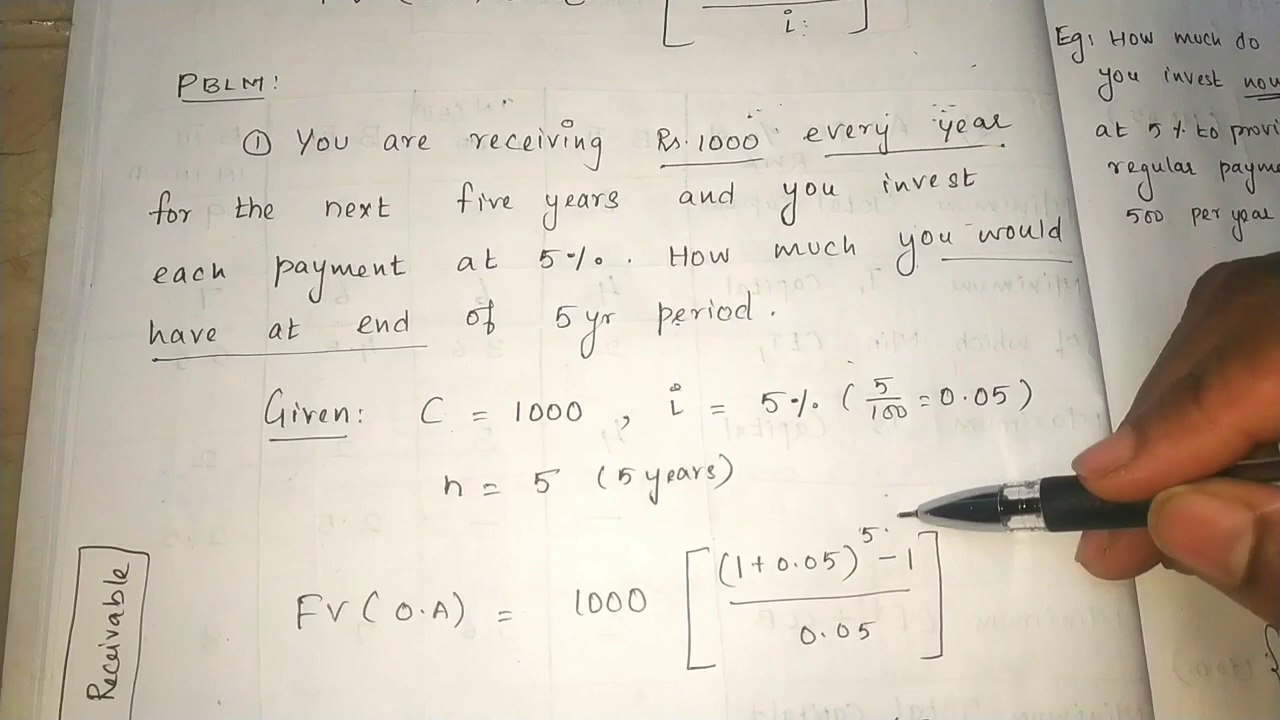 i
PBLM:
① You are receiving Rs.1000 every year
for the next five years and you invest
each payment at 5%. How much you would
have at end of 5 yr period.
Given: C = 1000, i = 5% (5/100 = 0.05)
n = 5 (5 years)
FV(O.A) = 1000 [(1+0.05)^5 - 1 / 0.05]
Receivable
Eg: How much do
you invest now
at 5% to provi
regular payme
500 per year